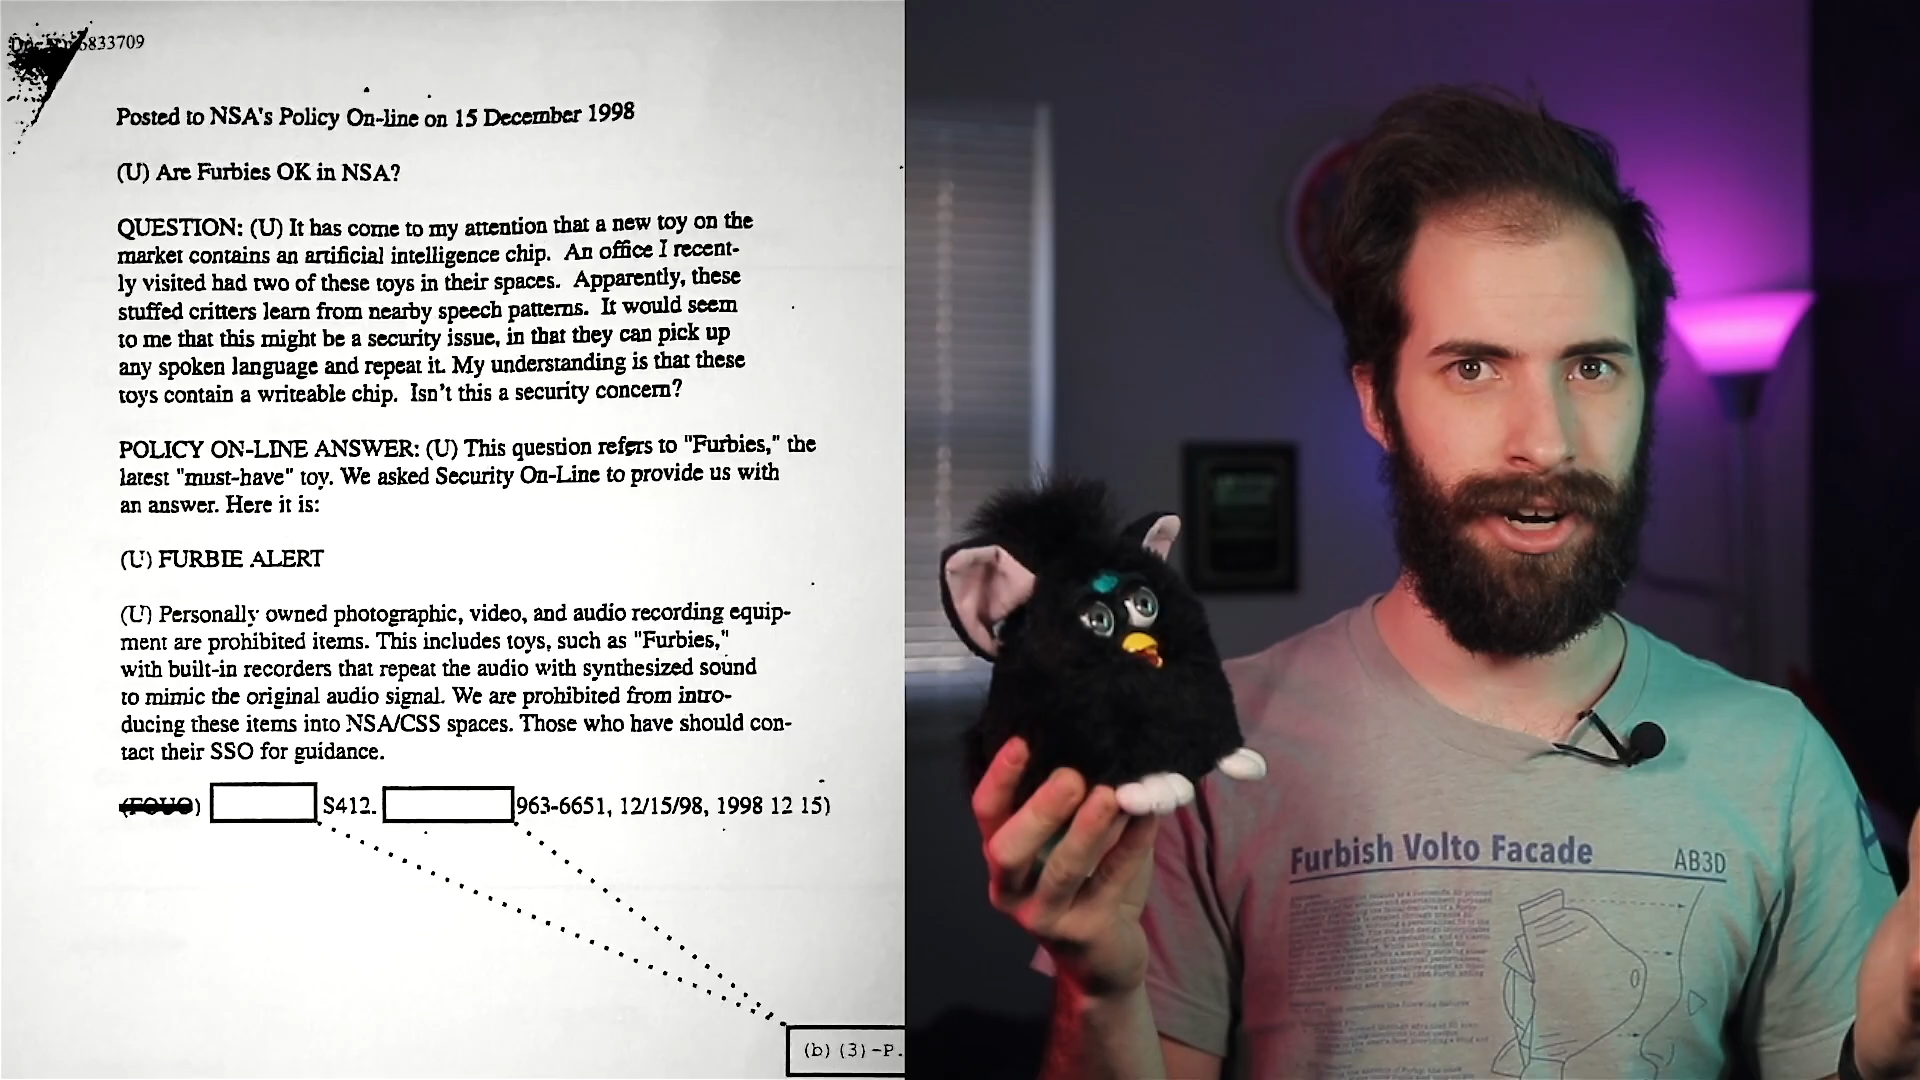 6833709
Posted to NSA's Policy On-line on 15 December 1998
(U) Are Furbies OK in NSA?
QUESTION: (U) It has come to my attention that a new toy on the
market contains an artificial intelligence chip. An office I recent-
ly visited had two of these toys in their spaces. Apparently, these
stuffed critters learn from nearby speech patterns. It would seem
to me that this might be a security issue, in that they can pick up
any spoken language and repeat it. My understanding is that these
toys contain a writeable chip. Isn't this a security concern?
POLICY ON-LINE ANSWER: (U) This question refers to "Furbies," the
latest "must-have" toy. We asked Security On-Line to provide us with
an answer. Here it is:
(U) FURBIE ALERT
(U) Personally owned photographic, video, and audio recording equip-
ment are prohibited items. This includes toys, such as "Furbies,"
with built-in recorders that repeat the audio with synthesized sound
to mimic the original audio signal. We are prohibited from intro-
ducing these items into NSA/CSS spaces. Those who have should con-
tact their SSO for guidance.
(FOUO) S412. 963-6651, 12/15/98, 1998 12 15)
(b) (3)-P.
Furbish Volto Facade AB3D